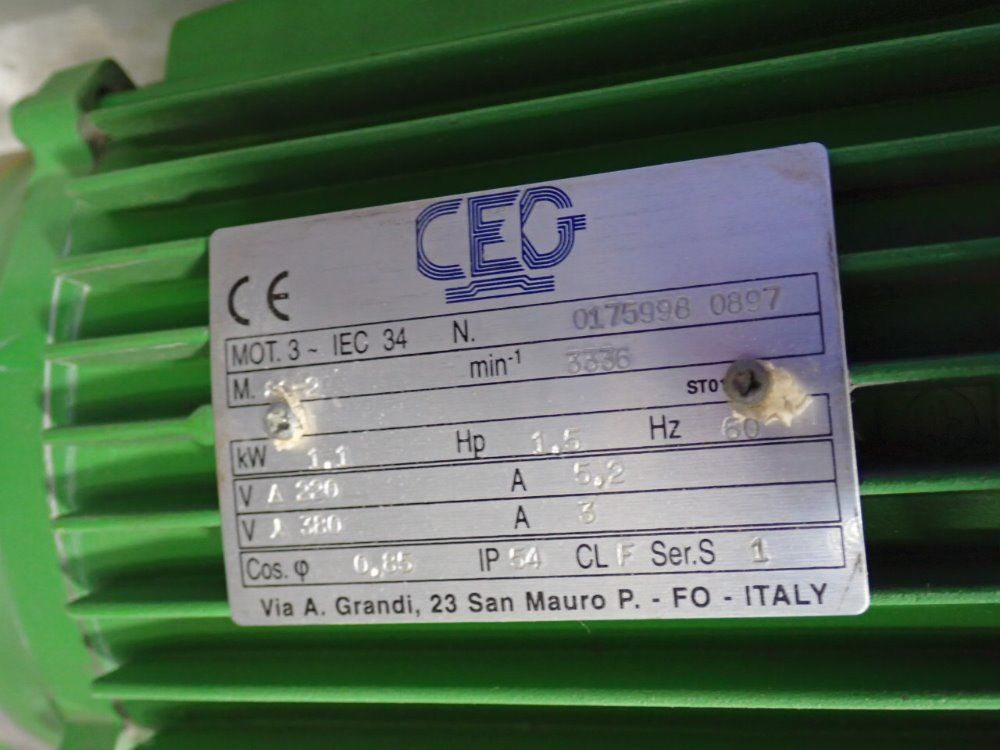 CEG
CE
MOT. 3 ~ IEC 34 N. 0175998 0897
M. min-1 3336
ST01
kW 1,1 Hp 1,5 Hz 60
V Δ 220 A 5,2
V 380 A 3
Cos. φ 0,85 IP 54 CL F Ser.S 1
Via A. Grandi, 23 San Mauro P. - FO - ITALY